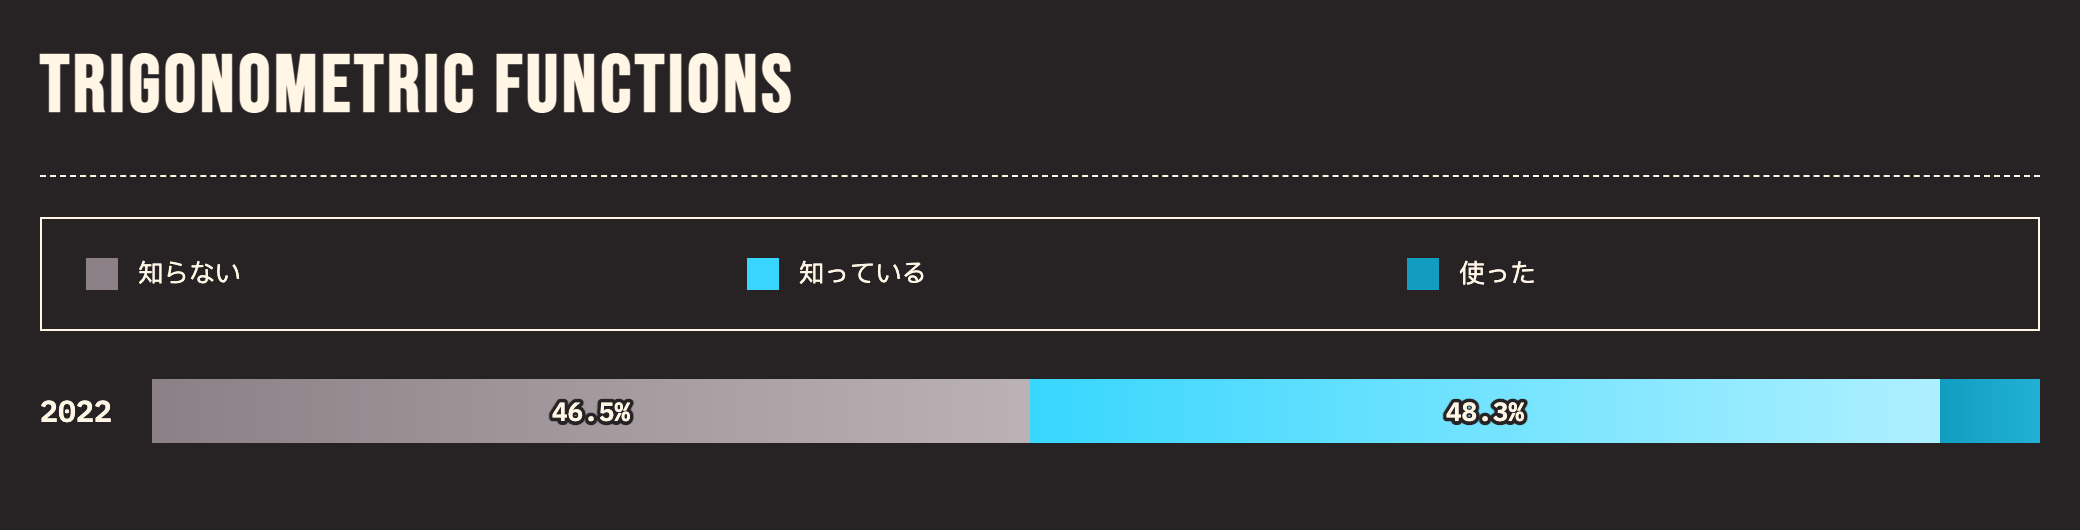 TRIGONOMETRIC FUNCTIONS
知らない 知っている 使った
2022 46.5% 48.3%